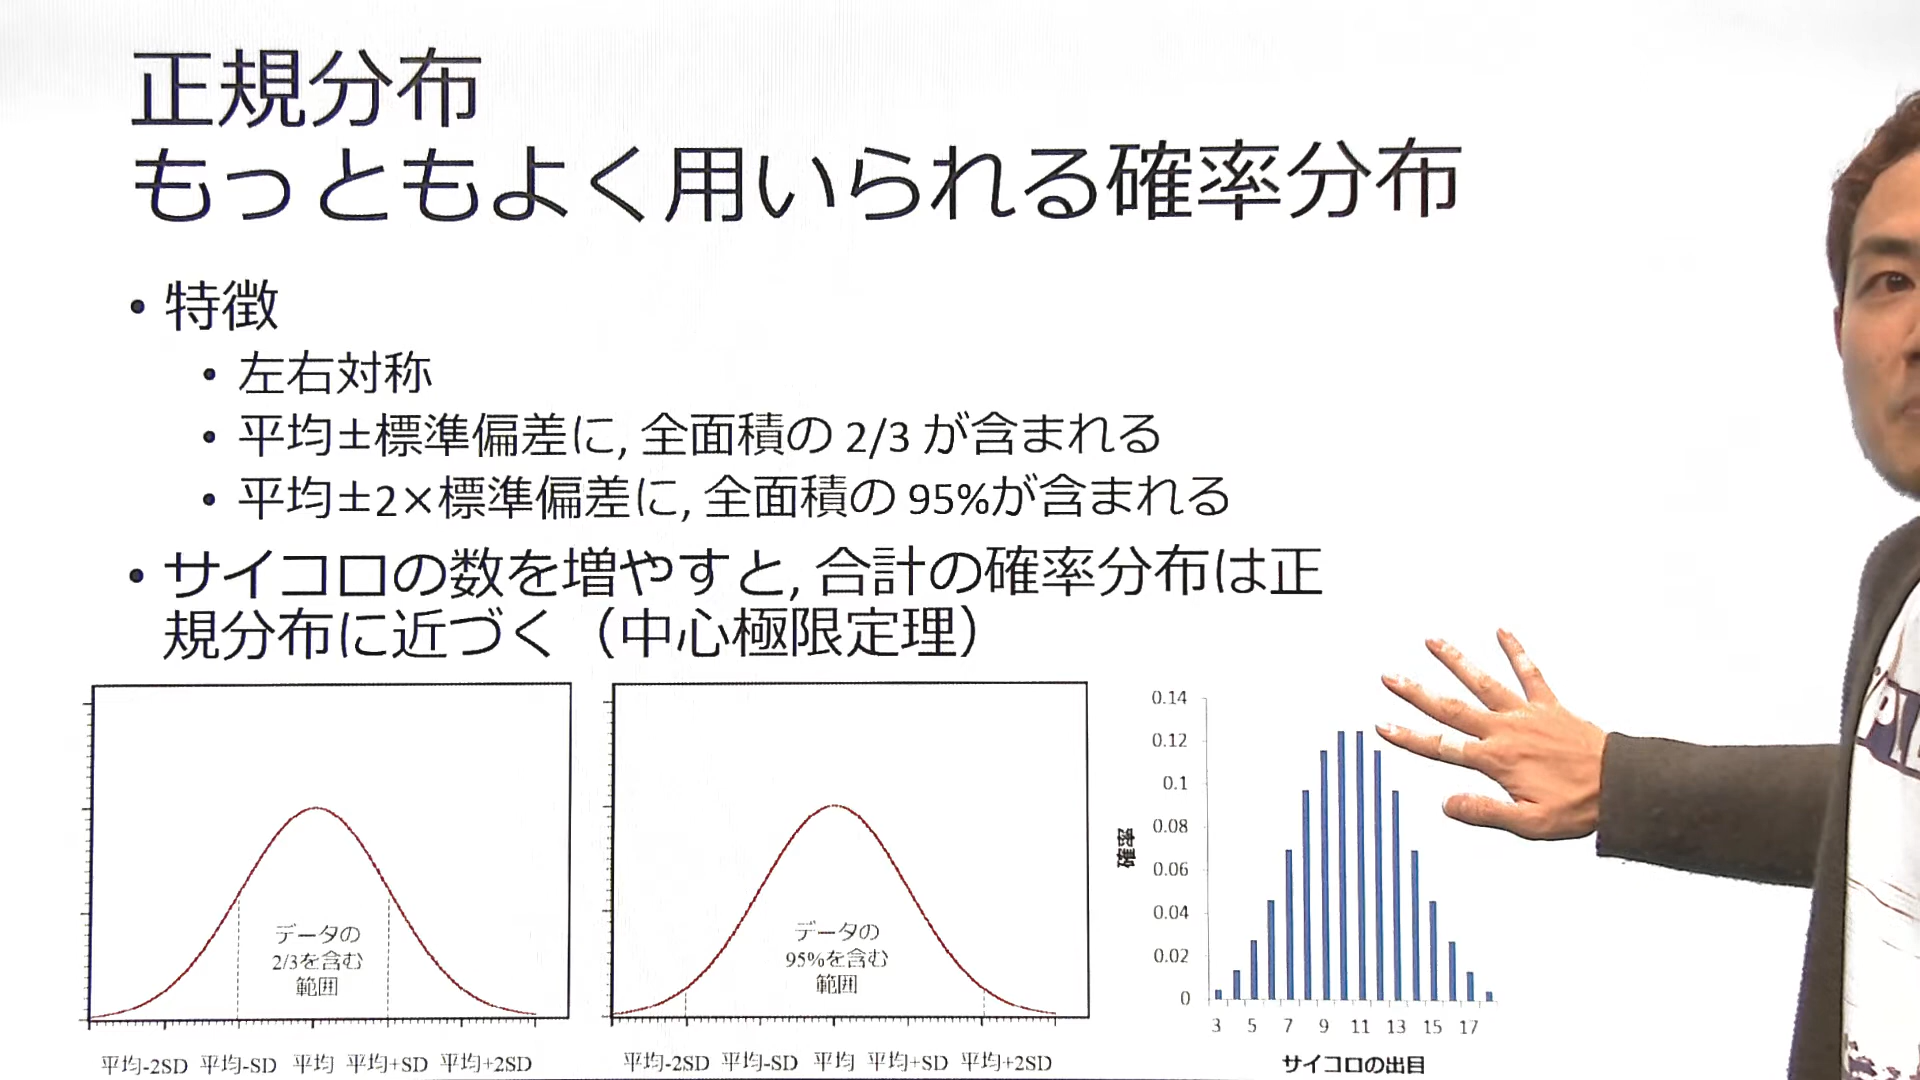 正規分布
もっともよく用いられる確率分布
• 特徴
• 左右対称
• 平均±標準偏差に, 全面積の 2/3 が含まれる
• 平均±2×標準偏差に, 全面積の 95%が含まれる
• サイコロの数を増やすと, 合計の確率分布は正
規分布に近づく（中心極限定理）
データの
2/3を含む
範囲
平均-2SD 平均-SD 平均 平均+SD 平均+2SD
データの
95%を含む
範囲
平均-2SD 平均-SD 平均 平均+SD 平均+2SD
確率
0.14
0.12
0.1
0.08
0.06
0.04
0.02
0
3 5 7 9 11 13 15 17
サイコロの出目